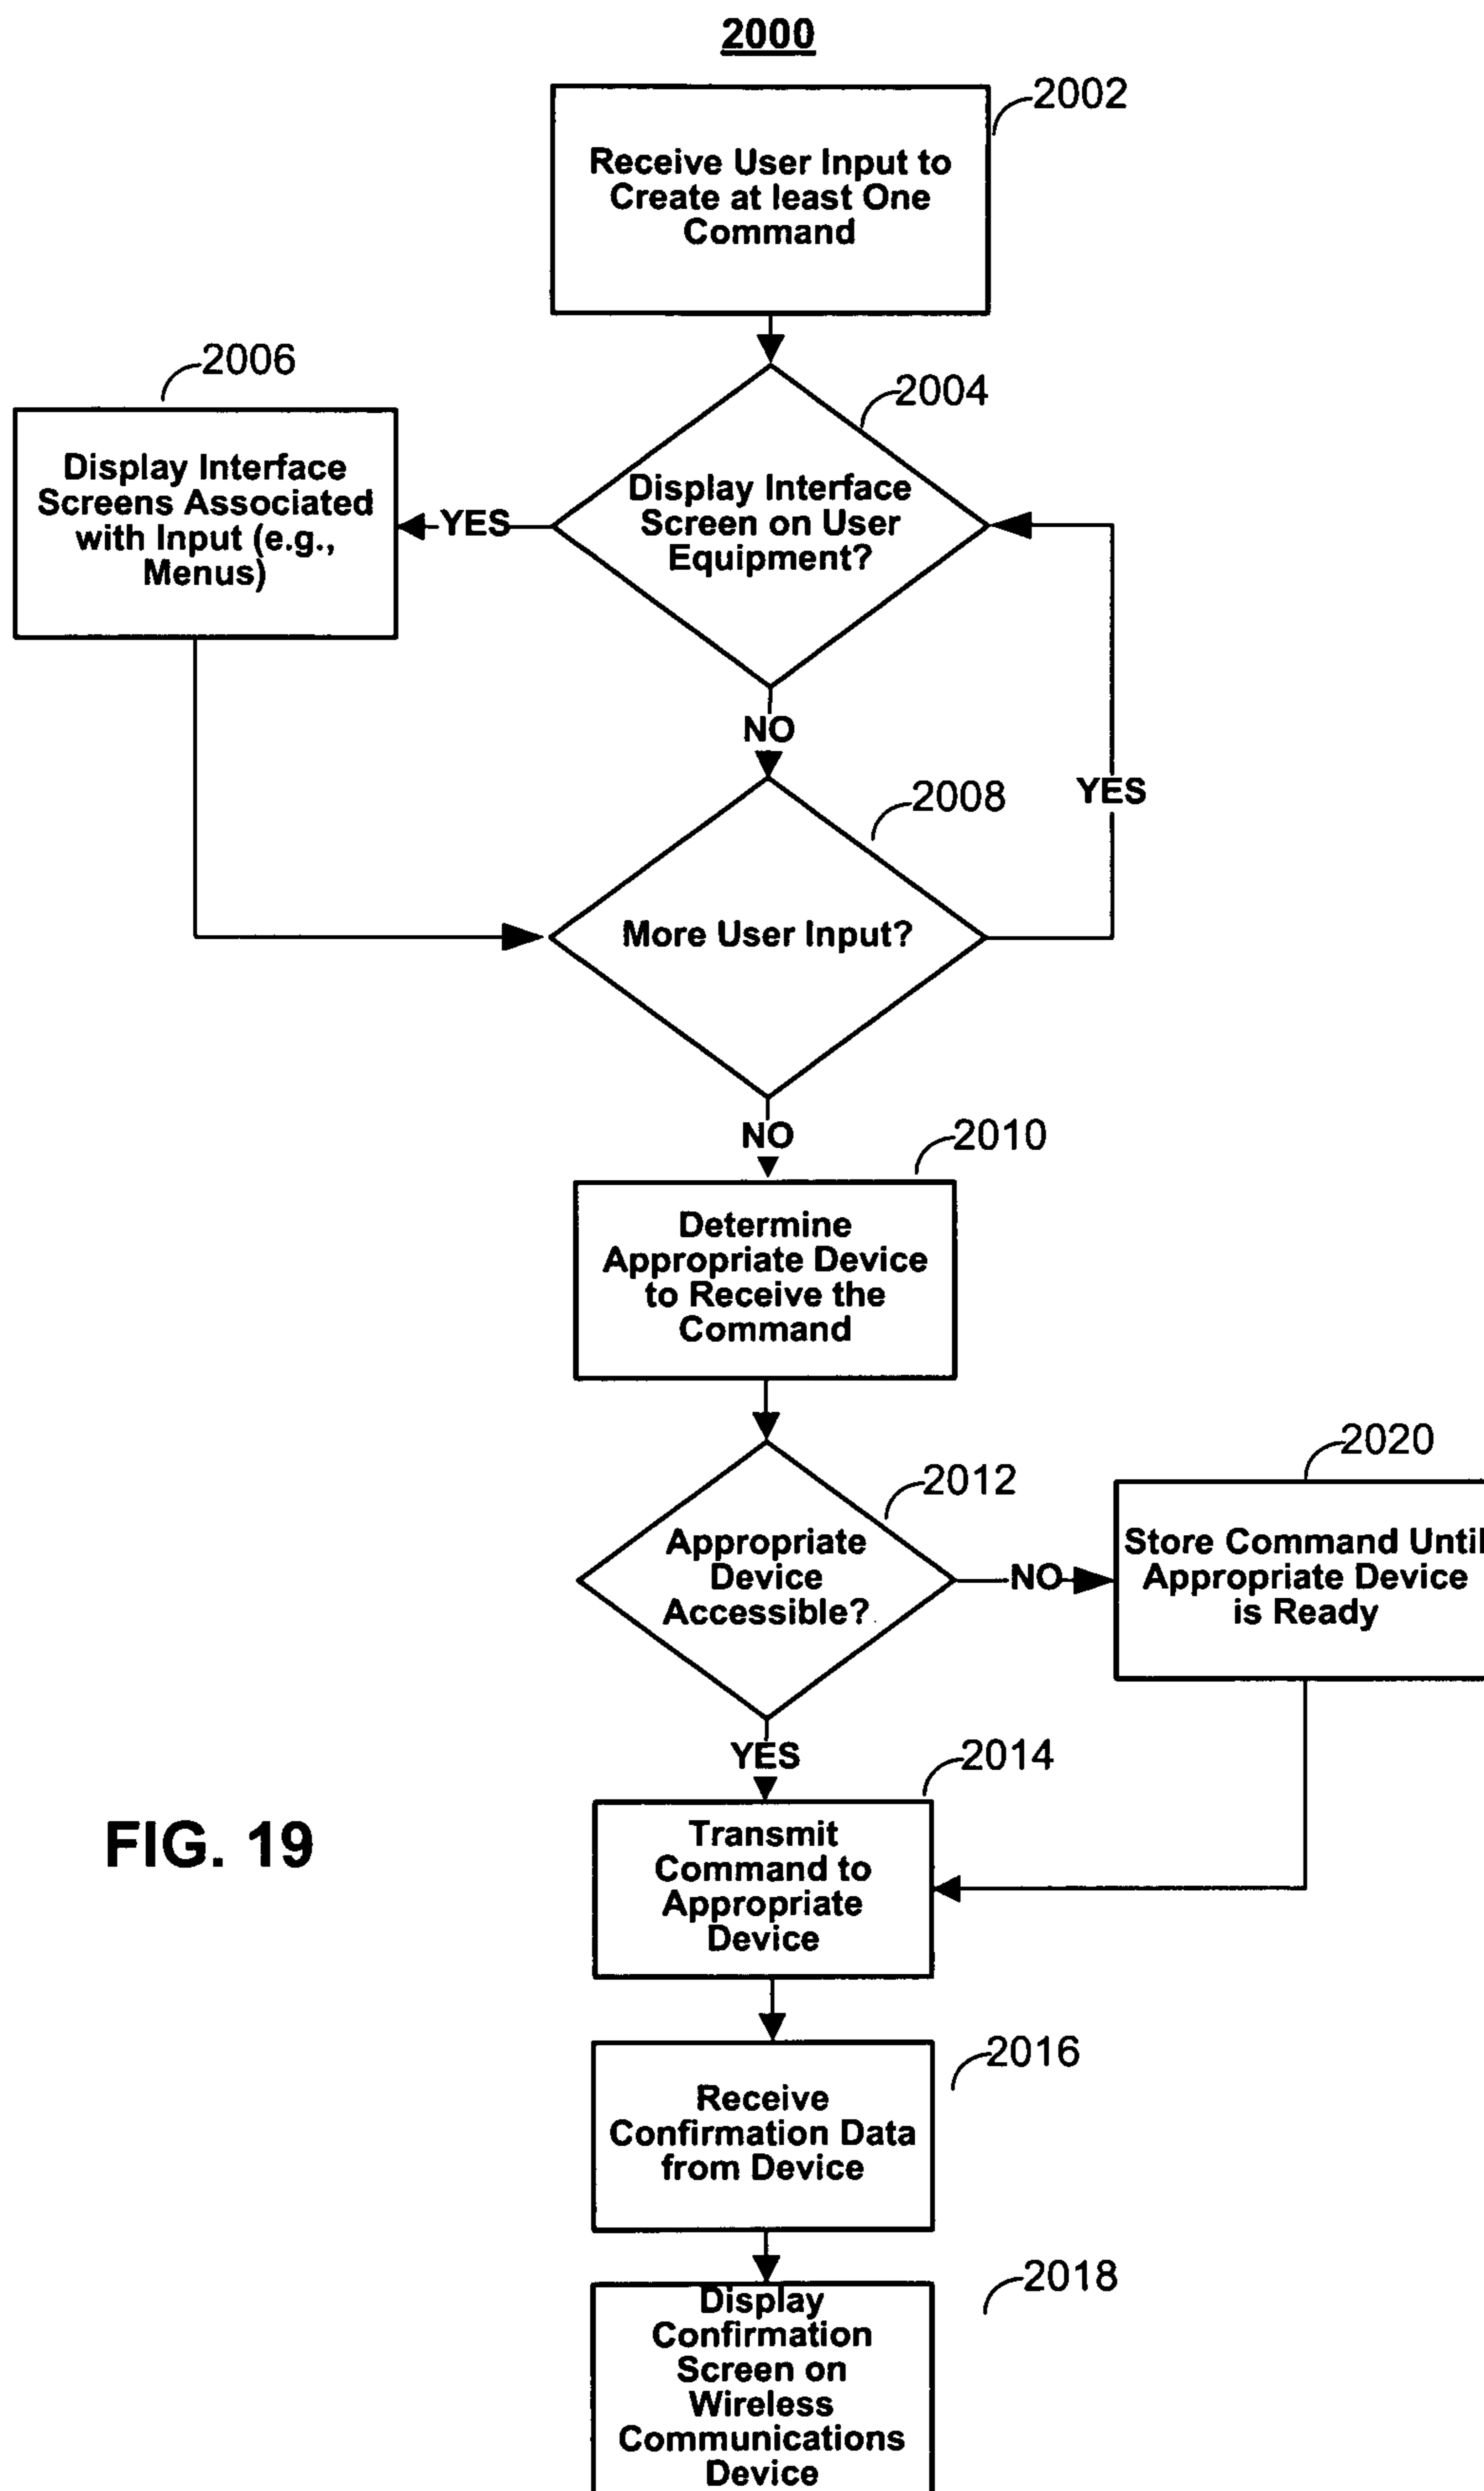 2000
2002
Receive User Input to
Create at least One
Command
2006
2004
Display Interface
Screens Associated
with Input (e.g.,
Menus)
YES
Display Interface
Screen on User
Equipment?
NO
2008
YES
More User Input?
NO
2010
Determine
Appropriate Device
to Receive the
Command
2012
2020
Appropriate
Device
Accessible?
NO
Store Command Until
Appropriate Device
is Ready
YES
2014
FIG. 19
Transmit
Command to
Appropriate
Device
2016
Receive
Confirmation Data
from Device
2018
Display
Confirmation
Screen on
Wireless
Communications
Device